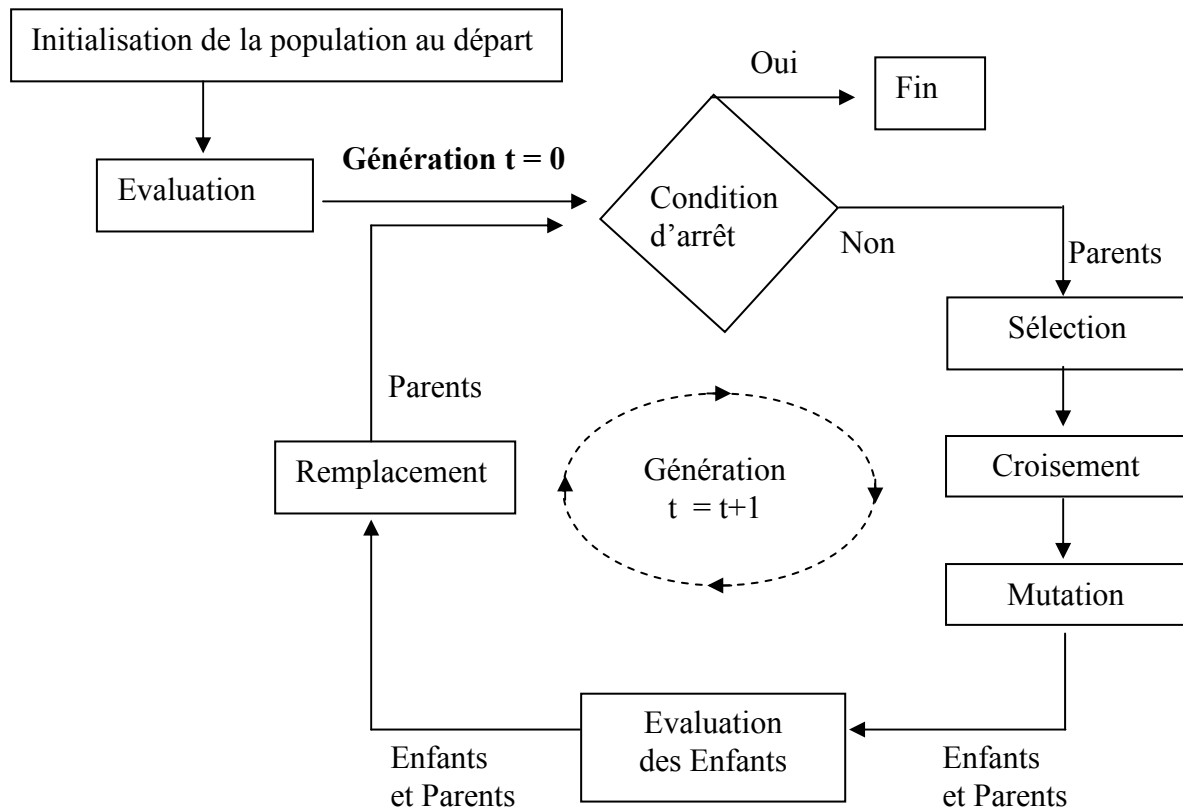 Initialisation de la population au départ
Oui
Fin
Génération t = 0
Evaluation
Condition
d’arrêt
Non
Parents
Sélection
Parents
Remplacement
Génération
t = t+1
Croisement
Mutation
Evaluation
des Enfants
Enfants
et Parents
Enfants
et Parents